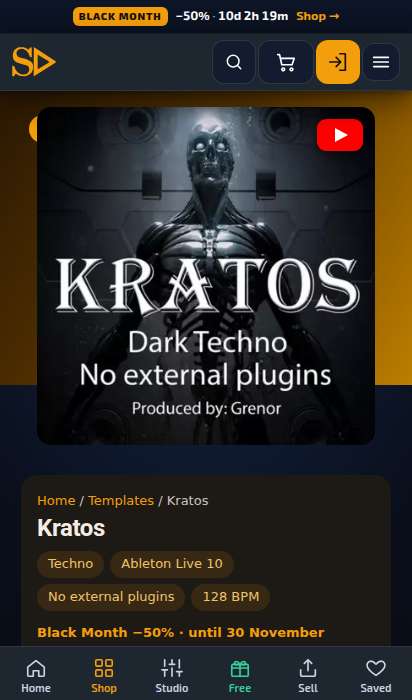 BLACK MONTH −50% · 10d 2h 19m Shop →
S
KRATOS
Dark Techno
No external plugins
Produced by: Grenor
Home / Templates / Kratos
Kratos
Techno Ableton Live 10
No external plugins 128 BPM
Black Month −50% · until 30 November
Home Shop Studio Free Sell Saved